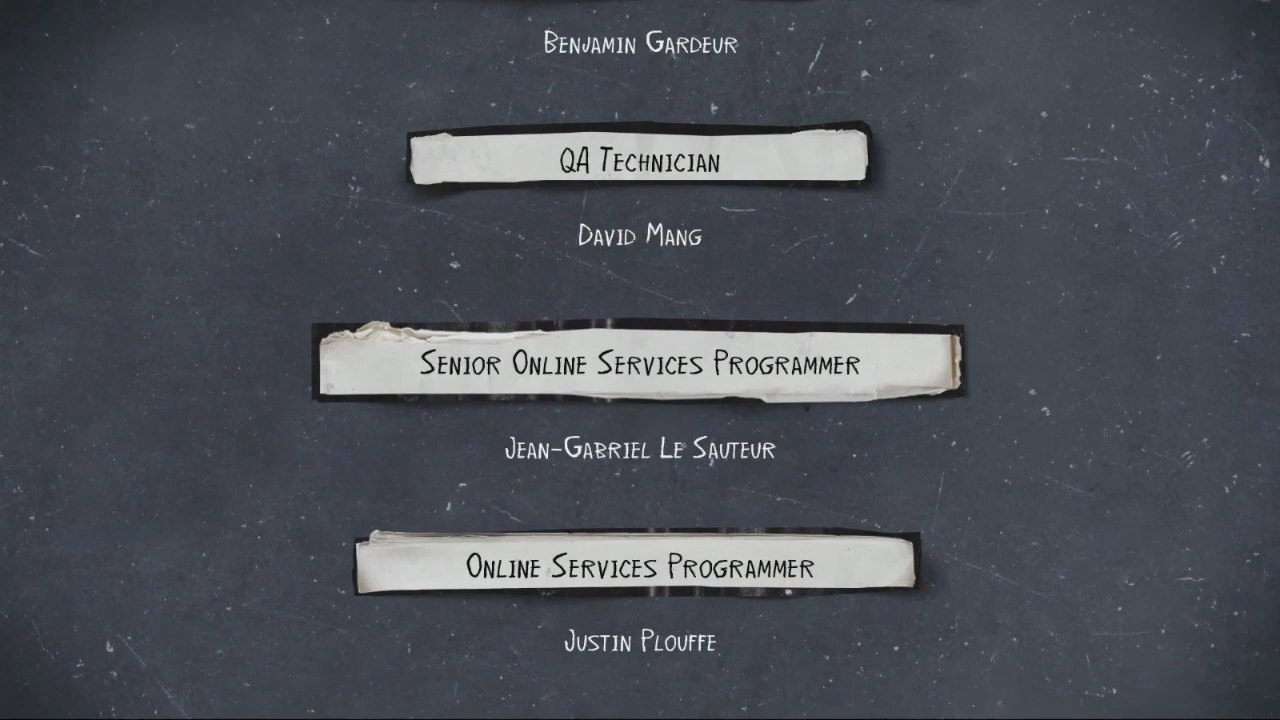 Benjamin Gardeur
QA Technician
David Mang
Senior Online Services Programmer
Jean-Gabriel Le Sauteur
Online Services Programmer
Justin Plouffe